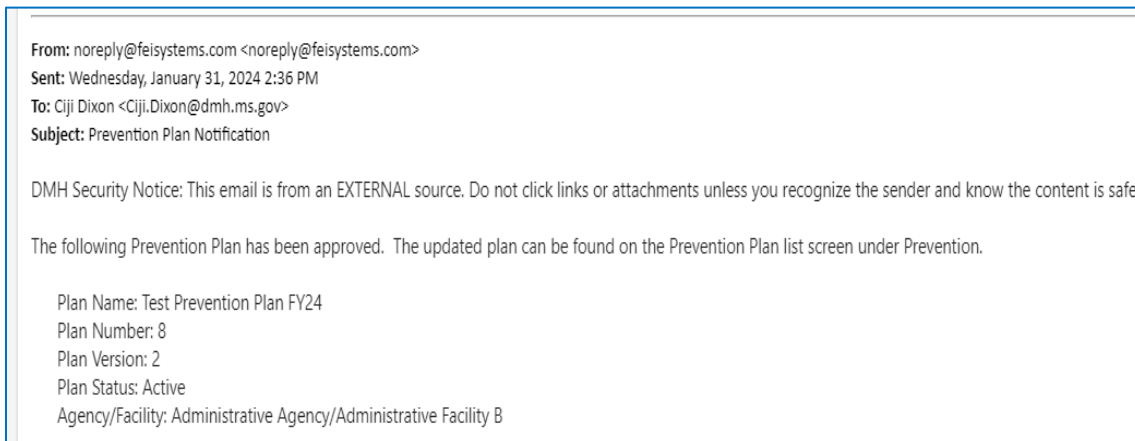 From: noreply@feisystems.com <noreply@feisystems.com>
Sent: Wednesday, January 31, 2024 2:36 PM
To: Ciji Dixon <Ciji.Dixon@dmh.ms.gov>
Subject: Prevention Plan Notification
DMH Security Notice: This email is from an EXTERNAL source. Do not click links or attachments unless you recognize the sender and know the content is safe
The following Prevention Plan has been approved.  The updated plan can be found on the Prevention Plan list screen under Prevention.
Plan Name: Test Prevention Plan FY24
Plan Number: 8
Plan Version: 2
Plan Status: Active
Agency/Facility: Administrative Agency/Administrative Facility B